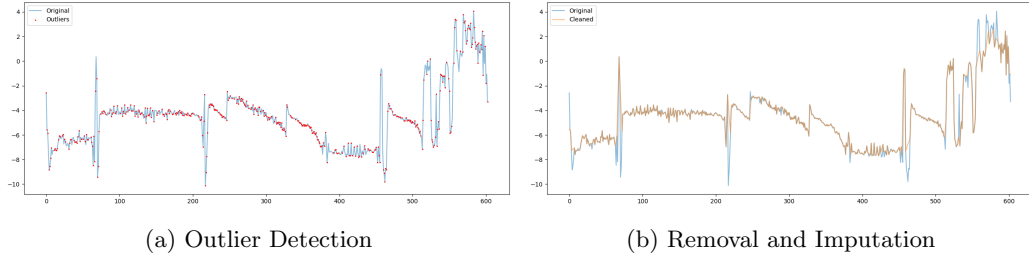 Original
Outliers
4
2
0
−2
−4
−6
−8
−10
0 100 200 300 400 500 600
(a) Outlier Detection
Original
Cleaned
4
2
0
−2
−4
−6
−8
−10
0 100 200 300 400 500 600
(b) Removal and Imputation